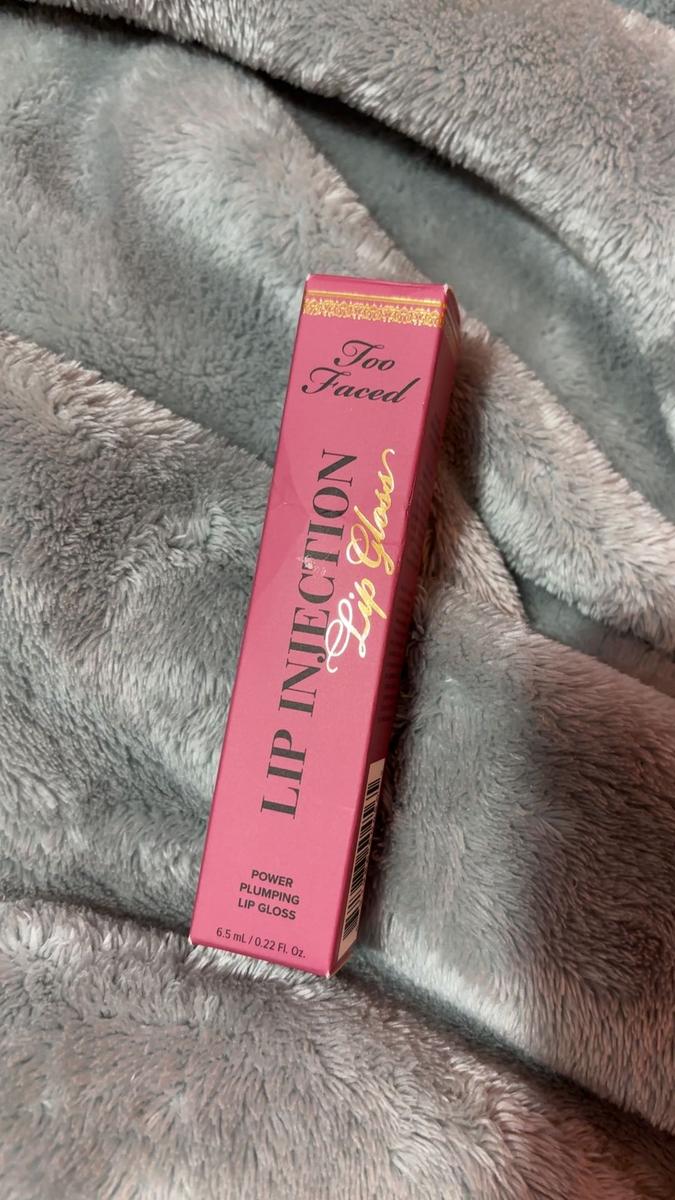 Too
Faced
LIP INJECTION
Lip Gloss
POWER
PLUMPING
LIP GLOSS
6.5 mL / 0.22 Fl. Oz.